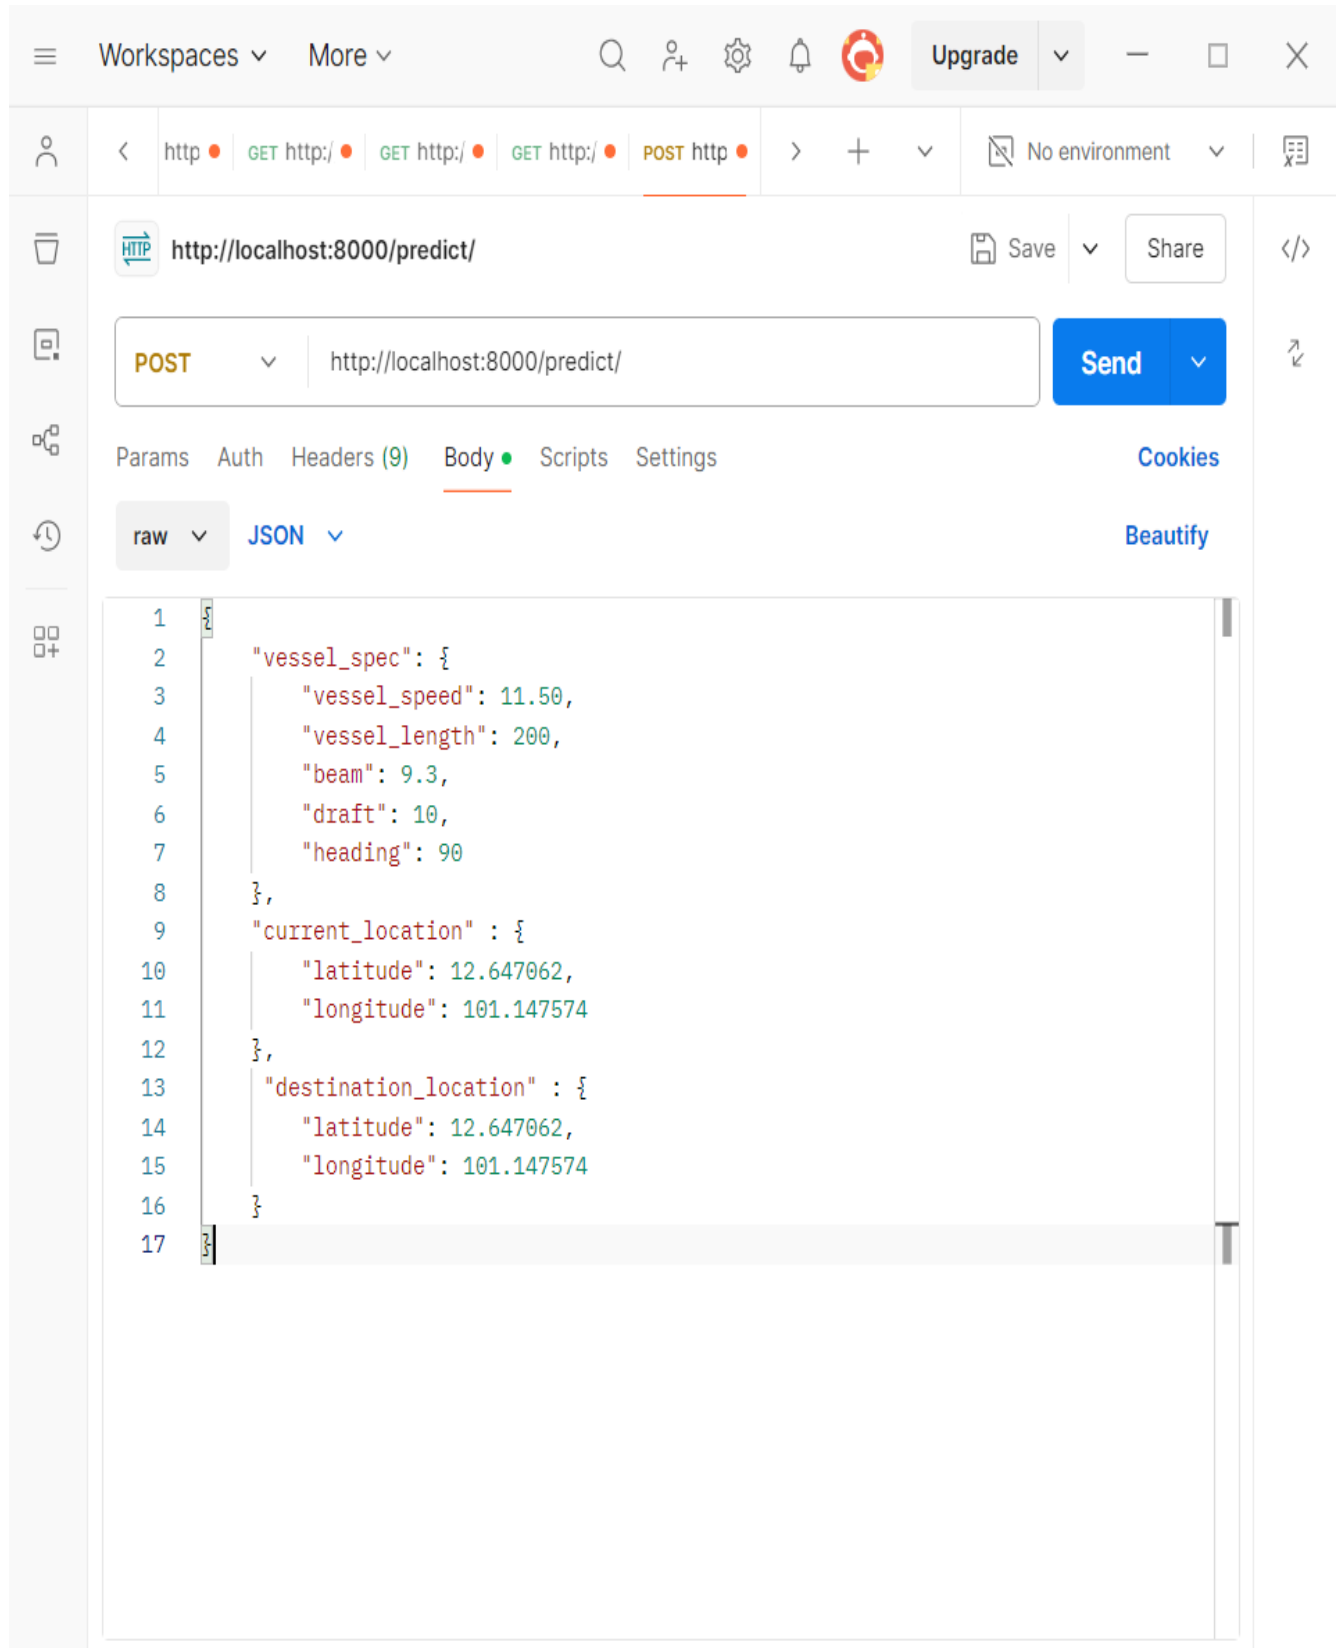 Workspaces More Upgrade
http GET http:/ GET http:/ GET http:/ POST http No environment
HTTP http://localhost:8000/predict/ Save Share
POST http://localhost:8000/predict/ Send
Params Auth Headers (9) Body Scripts Settings Cookies
raw JSON Beautify
1 {
2 "vessel_spec": {
3 "vessel_speed": 11.50,
4 "vessel_length": 200,
5 "beam": 9.3,
6 "draft": 10,
7 "heading": 90
8 },
9 "current_location" : {
10 "latitude": 12.647062,
11 "longitude": 101.147574
12 },
13 "destination_location" : {
14 "latitude": 12.647062,
15 "longitude": 101.147574
16 }
17 }